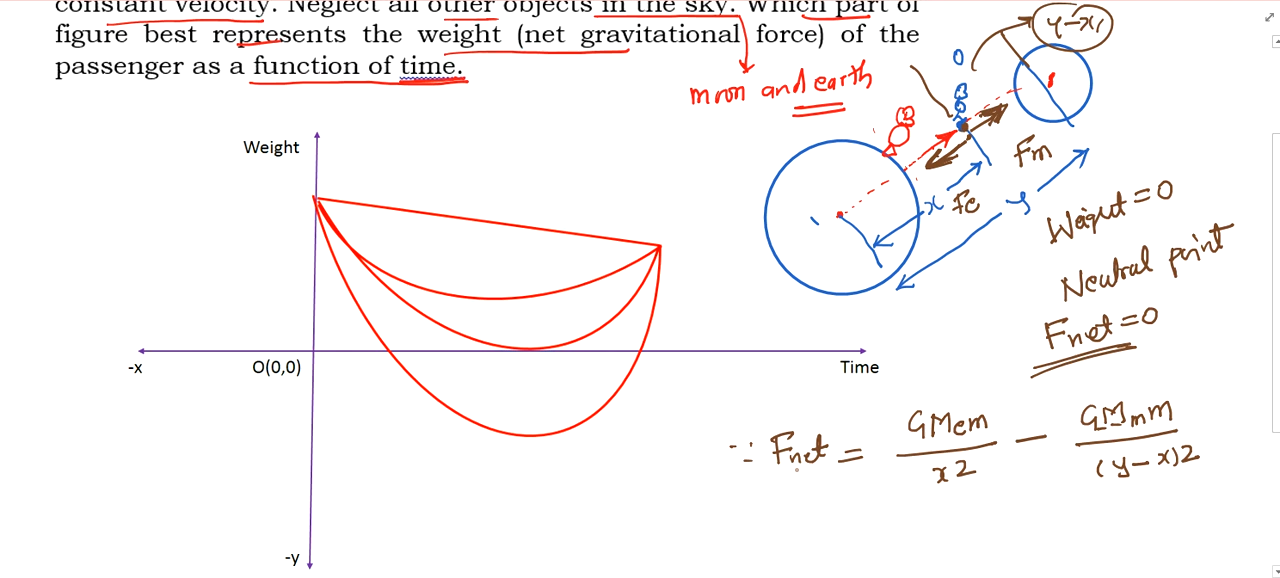 constant velocity. Neglect all other objects in the sky. Which part of
figure best represents the weight (net gravitational force) of the
passenger as a function of time.
moon and earth
y-x
Weight
Fm
x
Fe
y
Weight=0
Neutral point
Fnet=0
-x
O(0,0)
Time
∵ Fnet = GMem/x2 - GMmm/(y-x)2
-y